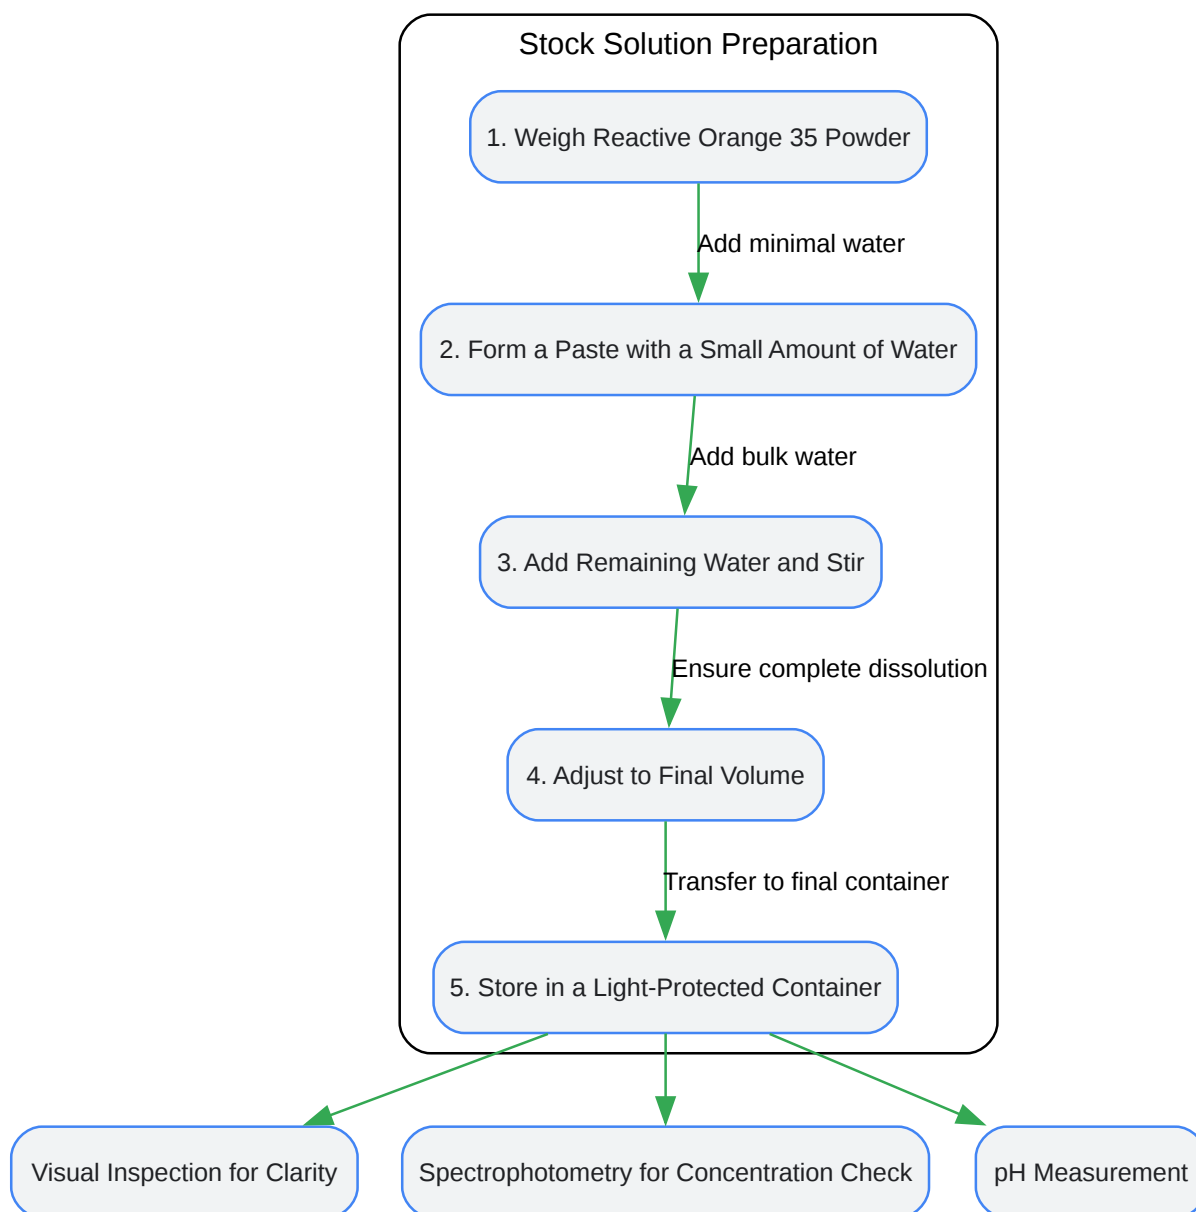 Stock Solution Preparation
1. Weigh Reactive Orange 35 Powder
Add minimal water
2. Form a Paste with a Small Amount of Water
Add bulk water
3. Add Remaining Water and Stir
Ensure complete dissolution
4. Adjust to Final Volume
Transfer to final container
5. Store in a Light-Protected Container
Visual Inspection for Clarity
Spectrophotometry for Concentration Check
pH Measurement